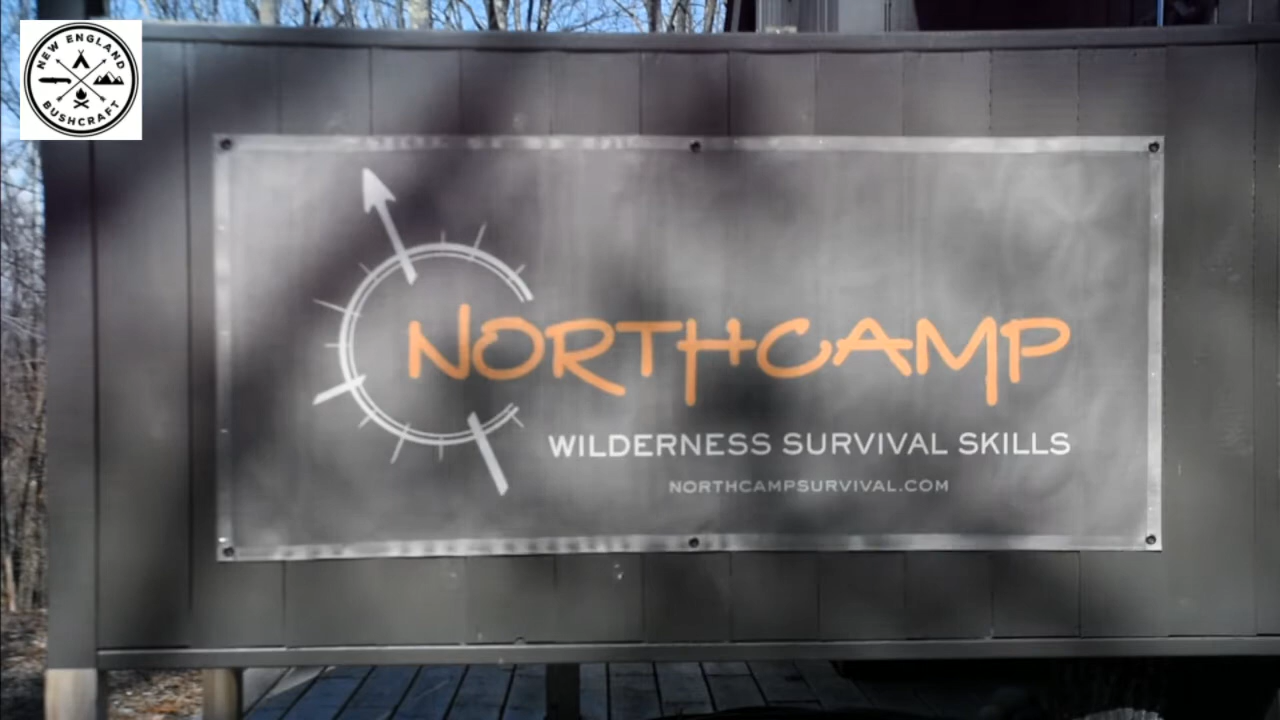 NEW ENGLAND
BUSHCRAFT
NORTHCAMP
WILDERNESS SURVIVAL SKILLS
NORTHCAMPSURVIVAL.COM